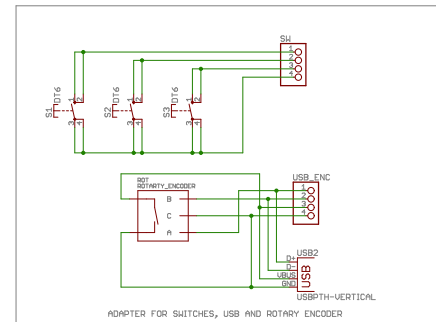 SW
1
2
3
4
S1
DT6
1 2
3 4
S2
DT6
1 2
3 4
S3
DT6
1 2
3 4
ROT
ROTARTY_ENCODER
B
C
A
USB_ENC
1
2
3
4
USB2
D+
D-
VBUS
GND
USB
USBPTH-VERTICAL
ADAPTER FOR SWITCHES, USB AND ROTARY ENCODER